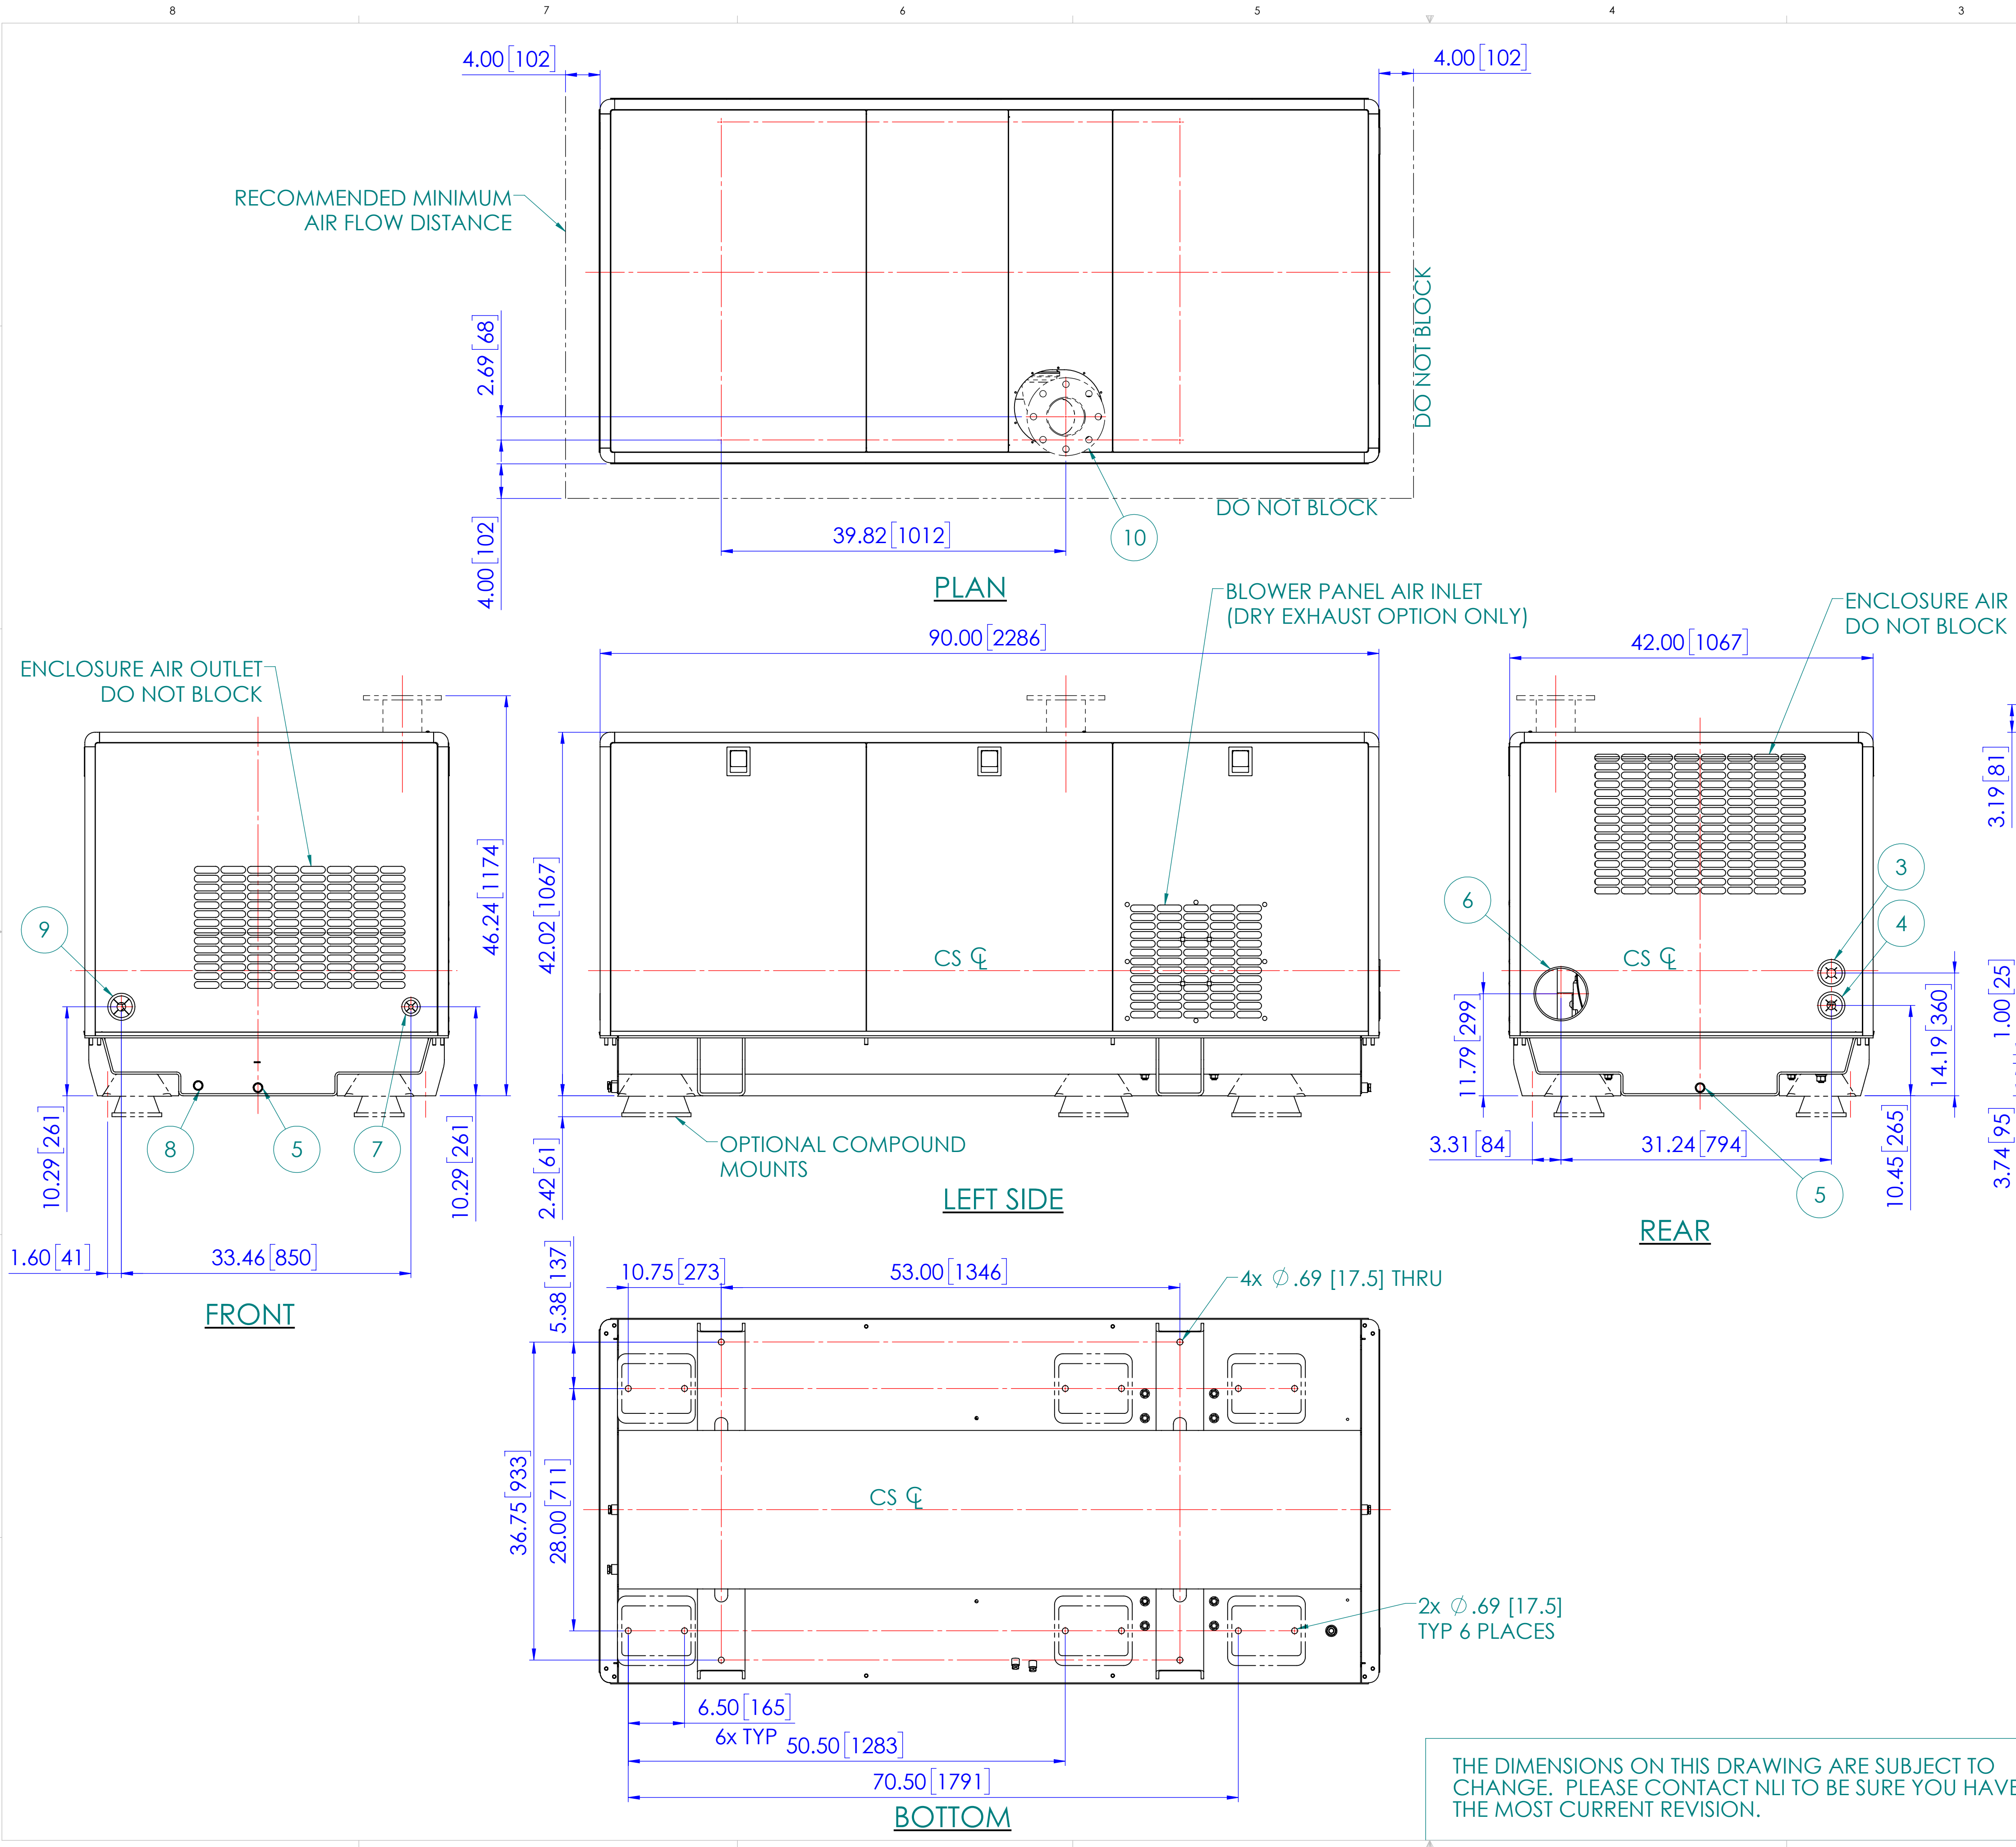 8
7
6
5
4
3
4.00[102]
4.00[102]
RECOMMENDED MINIMUM
AIR FLOW DISTANCE
2.69[68]
4.00[102]
DO NOT BLOCK
DO NOT BLOCK
39.82[1012]
10
PLAN
BLOWER PANEL AIR INLET
(DRY EXHAUST OPTION ONLY)
ENCLOSURE AIR
DO NOT BLOCK
ENCLOSURE AIR OUTLET
DO NOT BLOCK
90.00[2286]
42.00[1067]
3.19[81]
46.24[1174]
42.02[1067]
9
6
3
4
CS ℄
CS ℄
10.29[261]
8
5
7
10.29[261]
2.42[61]
OPTIONAL COMPOUND
MOUNTS
LEFT SIDE
11.79[299]
14.19[360]
1.00[25]
3.31[84]
31.24[794]
10.45[265]
3.74[95]
5
REAR
1.60[41]
33.46[850]
FRONT
10.75[273]
5.38[137]
53.00[1346]
4x ∅.69 [17.5] THRU
36.75[933]
28.00[711]
CS ℄
2x ∅.69 [17.5]
TYP 6 PLACES
6.50[165]
6x TYP
50.50[1283]
70.50[1791]
BOTTOM
THE DIMENSIONS ON THIS DRAWING ARE SUBJECT TO
CHANGE. PLEASE CONTACT NLI TO BE SURE YOU HAVE
THE MOST CURRENT REVISION.